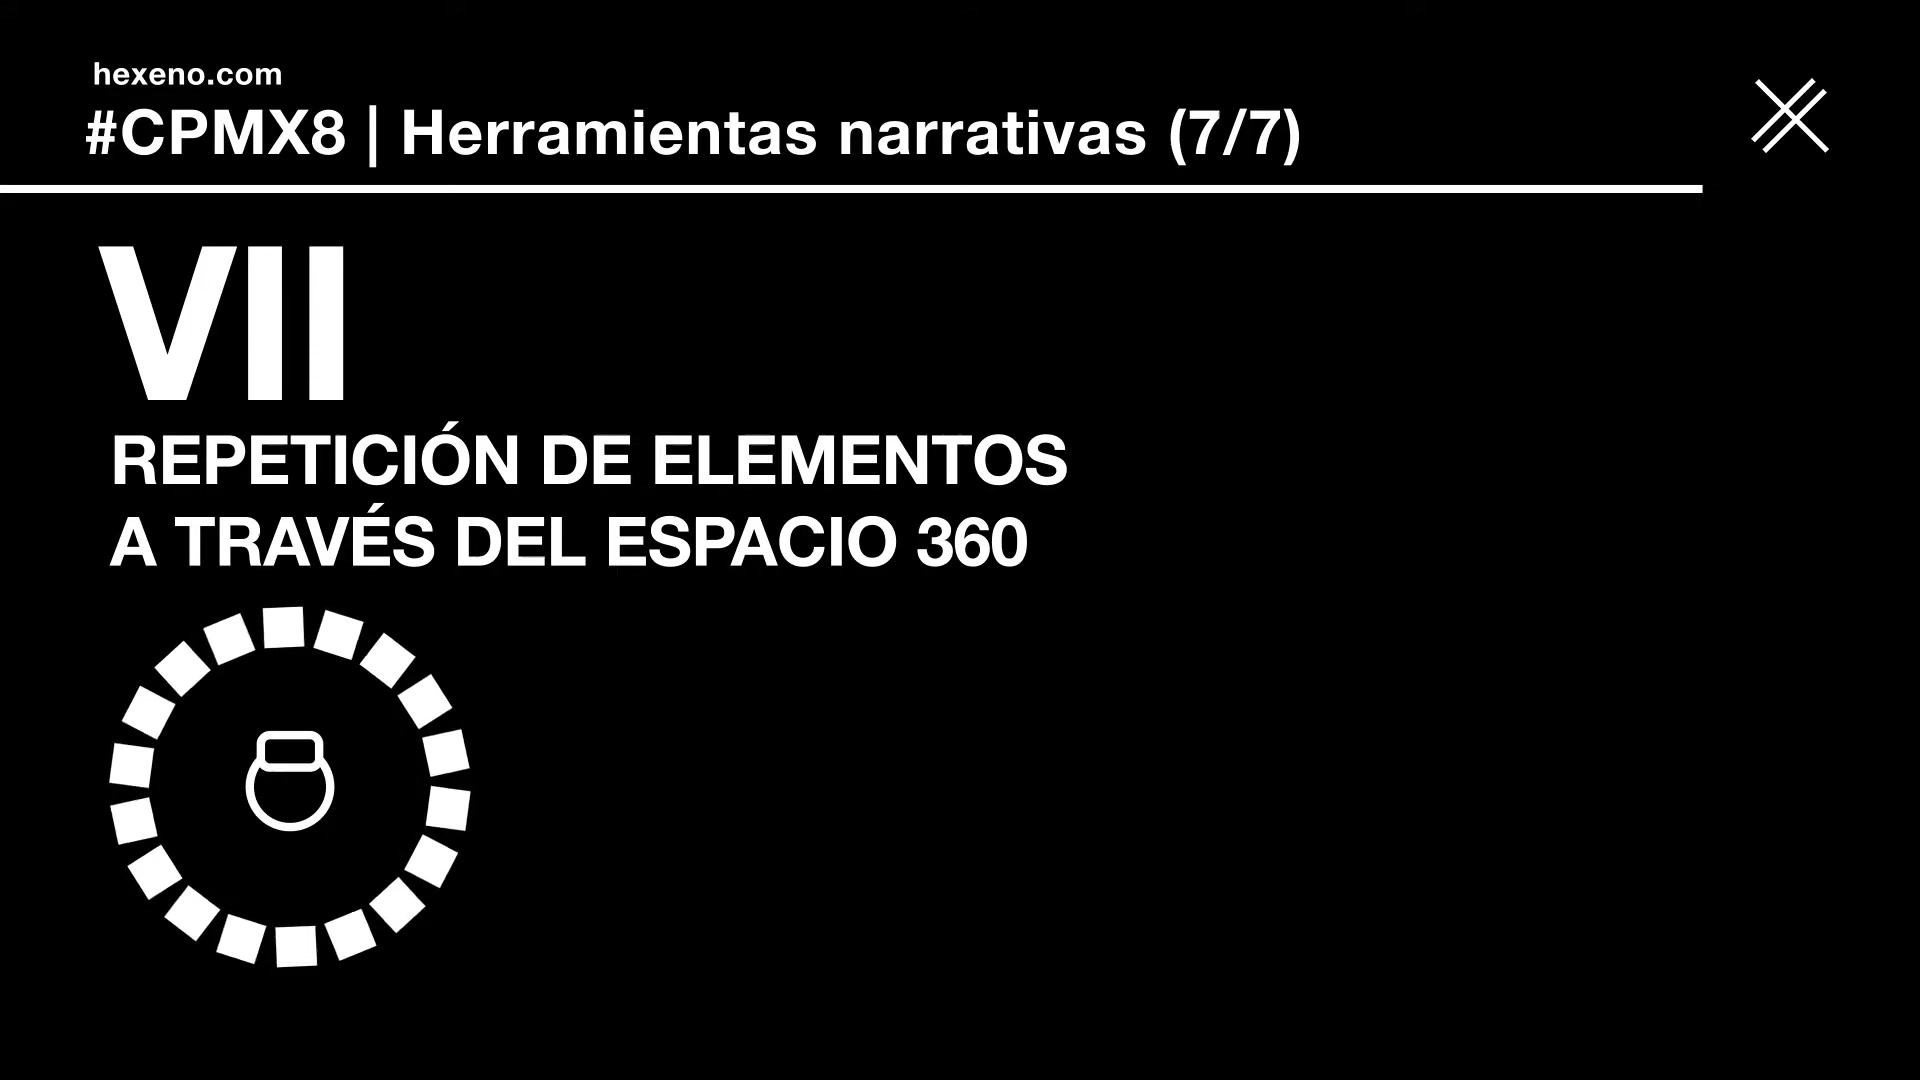 hexeno.com
#CPMX8 | Herramientas narrativas (7/7)
VII
REPETICIÓN DE ELEMENTOS
A TRAVÉS DEL ESPACIO 360